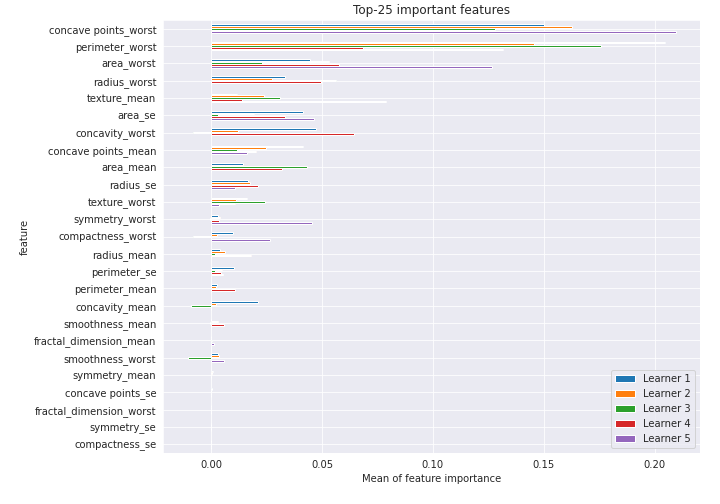 Top-25 important features
concave points_worst
perimeter_worst
area_worst
radius_worst
texture_mean
area_se
concavity_worst
concave points_mean
area_mean
radius_se
texture_worst
symmetry_worst
compactness_worst
radius_mean
perimeter_se
perimeter_mean
concavity_mean
smoothness_mean
fractal_dimension_mean
smoothness_worst
symmetry_mean
concave points_se
fractal_dimension_worst
symmetry_se
compactness_se
feature
Learner 1
Learner 2
Learner 3
Learner 4
Learner 5
0.00 0.05 0.10 0.15 0.20
Mean of feature importance